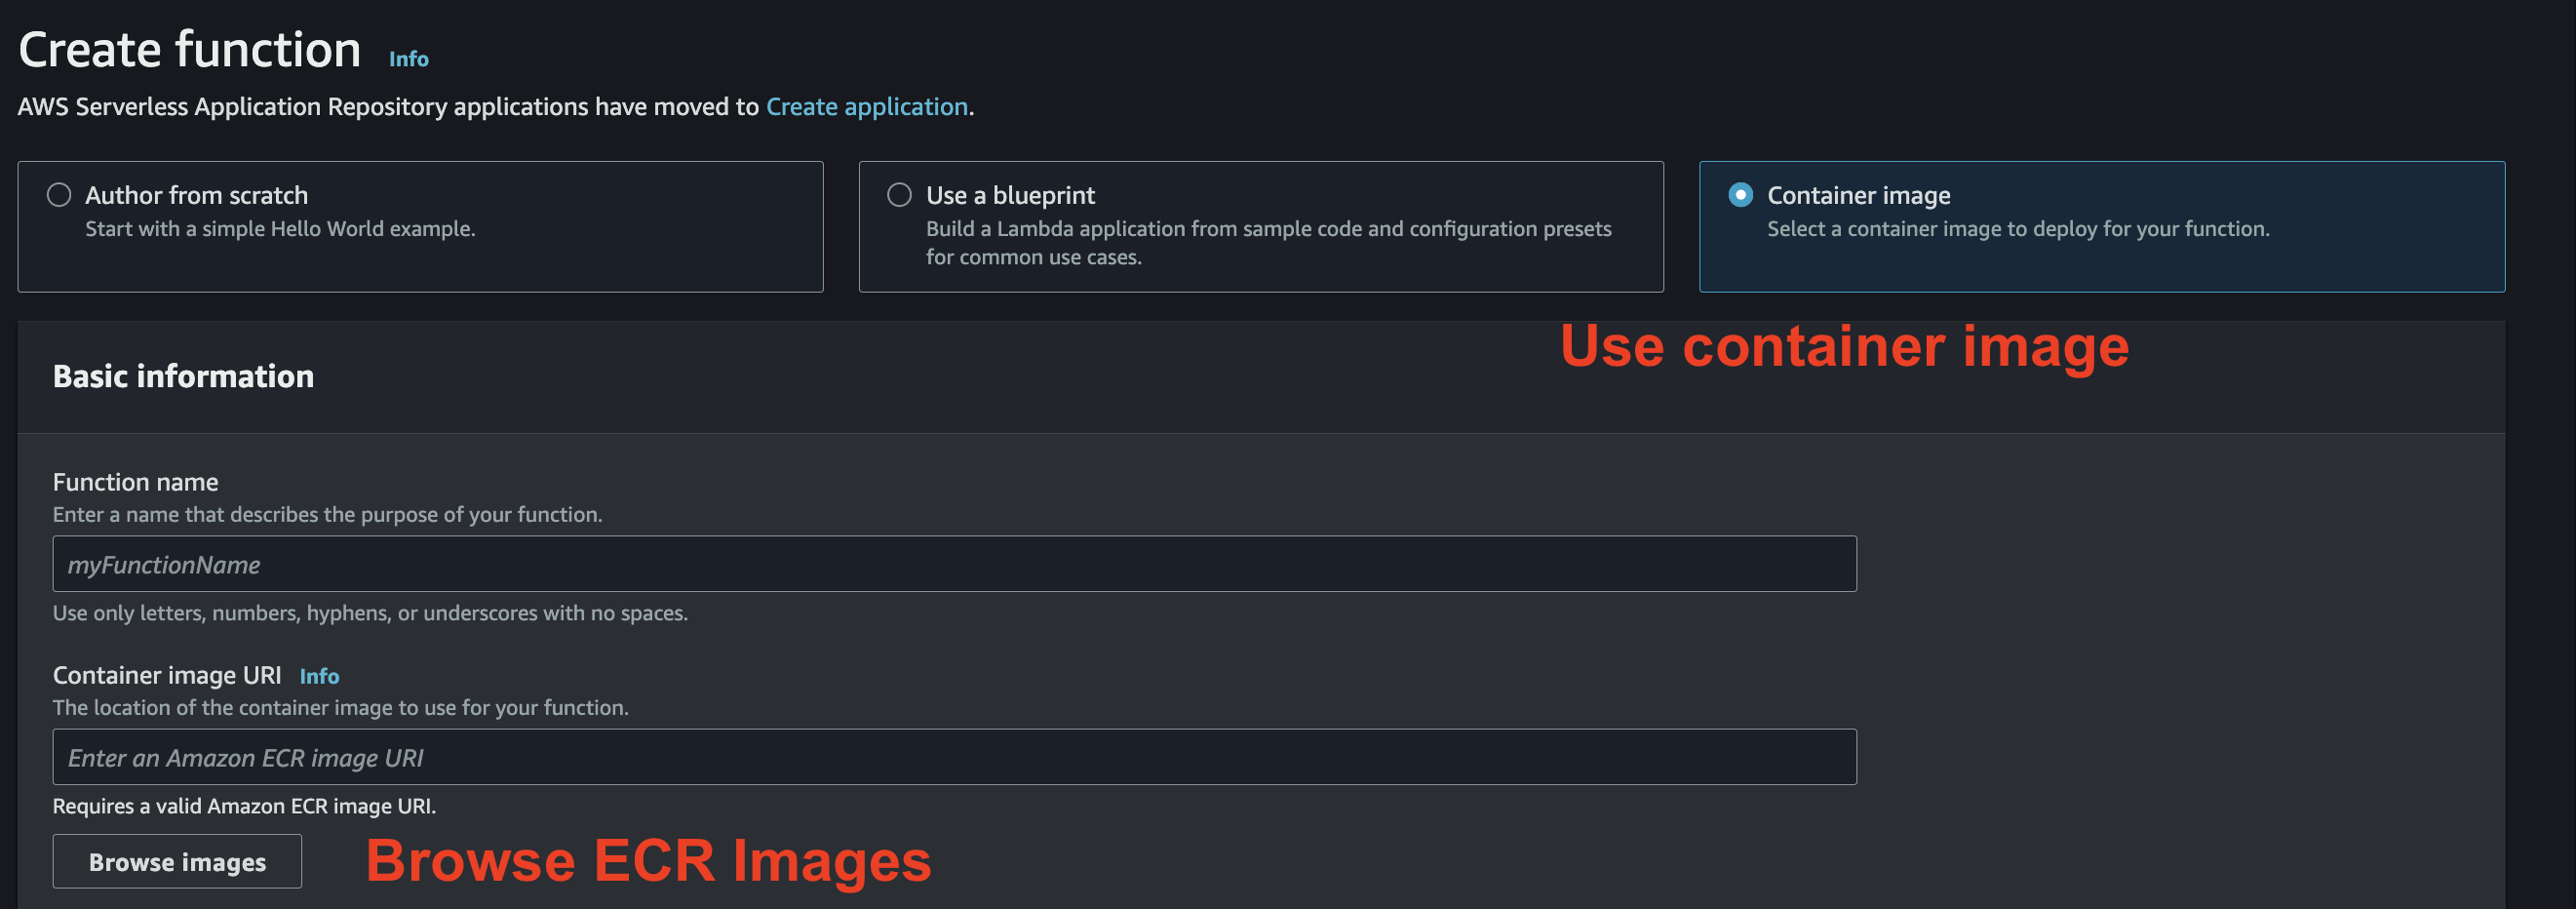 Create function Info
AWS Serverless Application Repository applications have moved to Create application.
Author from scratch
Start with a simple Hello World example.
Use a blueprint
Build a Lambda application from sample code and configuration presets
for common use cases.
Container image
Select a container image to deploy for your function.
Use container image
Basic information
Function name
Enter a name that describes the purpose of your function.
myFunctionName
Use only letters, numbers, hyphens, or underscores with no spaces.
Container image URI Info
The location of the container image to use for your function.
Enter an Amazon ECR image URI
Requires a valid Amazon ECR image URI.
Browse images
Browse ECR Images